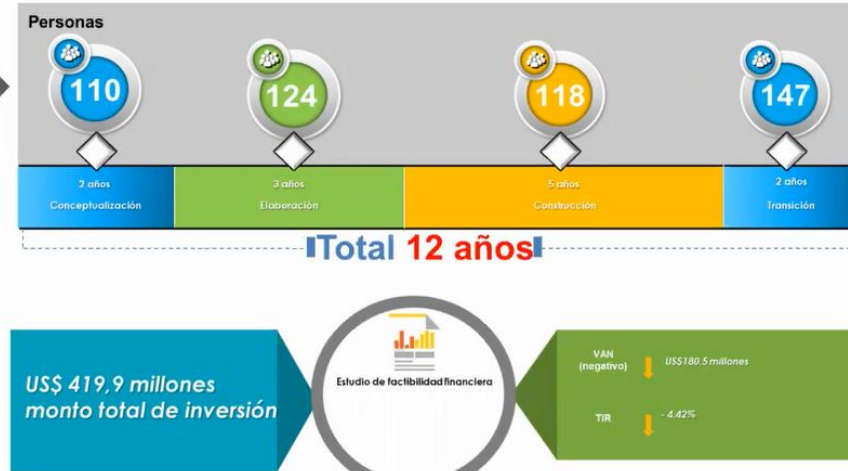 Personas
110
124
118
147
2 años
3 años
5 años
2 años
Conceptualización
Elaboración
Construcción
Transición
Total 12 años
US$ 419,9 millones
monto total de inversión
Estudio de factibilidad financiera
VAN
(negativo)
US$180.5 millones
TIR
- 4.42%